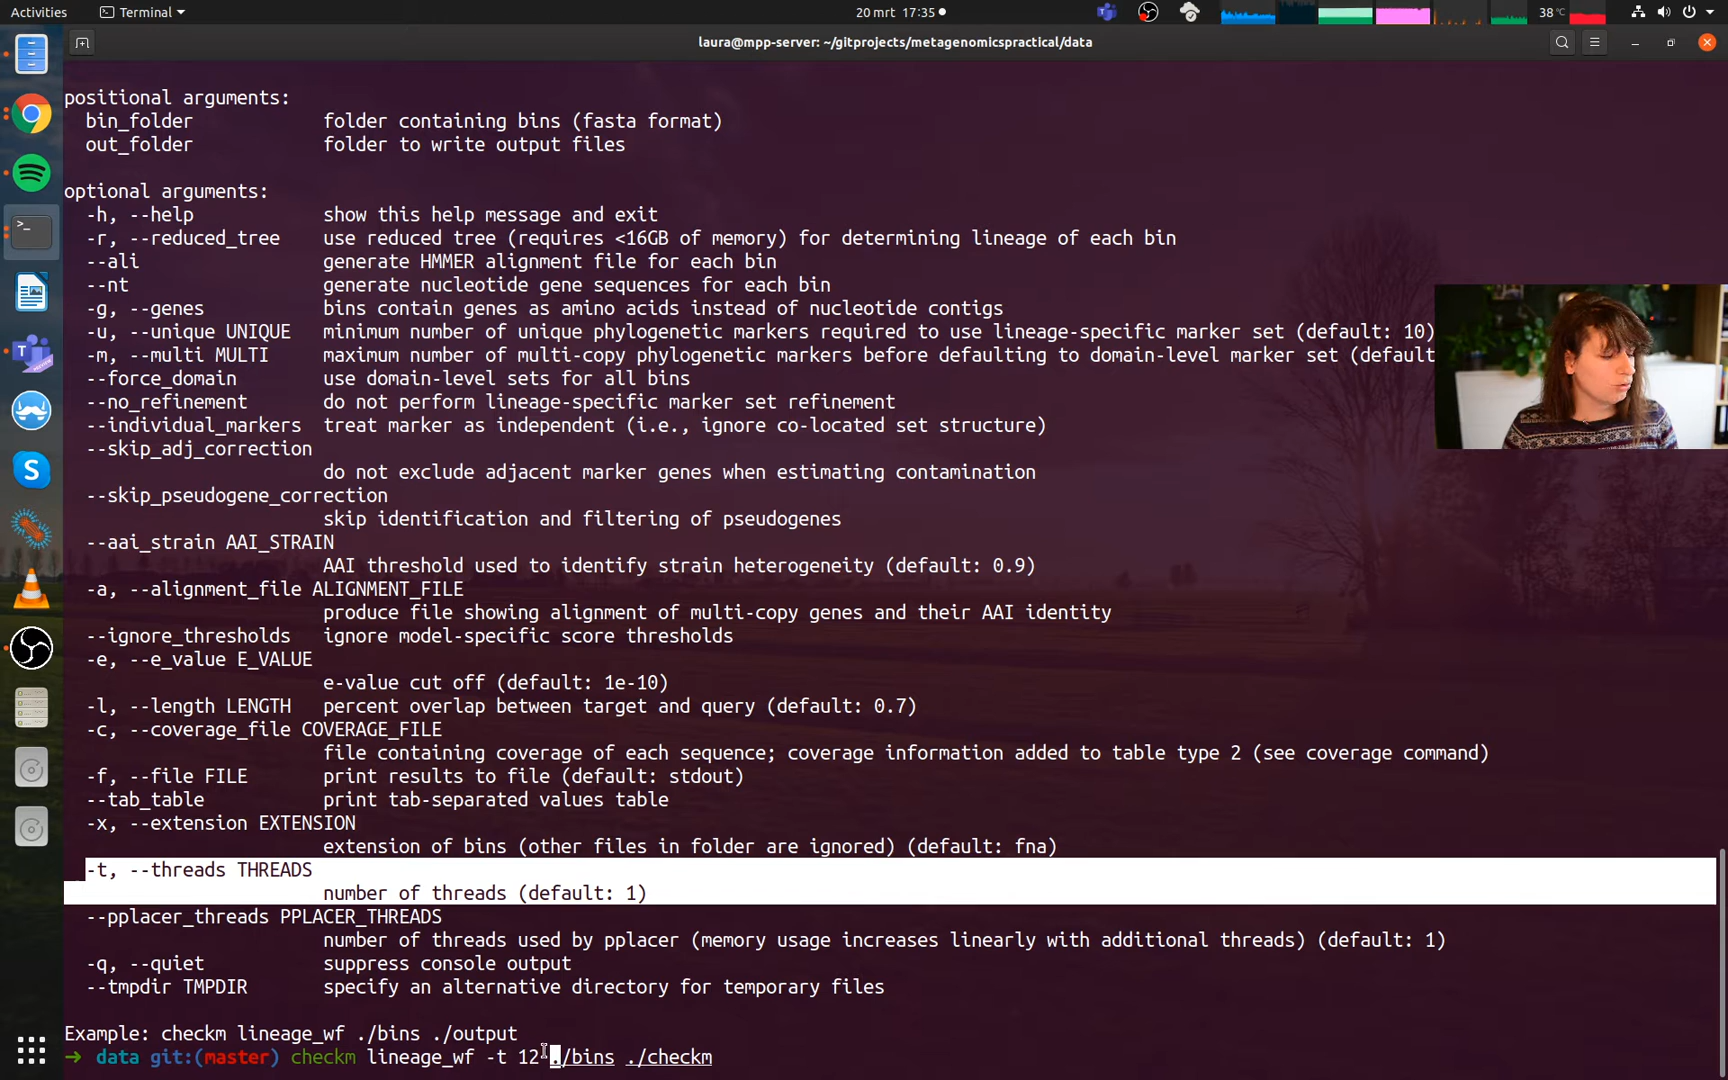 Activities Terminal 20 mrt 17:35 38°C
laura@mpp-server: ~/gitprojects/metagenomicspractical/data
positional arguments:
bin_folder folder containing bins (fasta format)
out_folder folder to write output files
optional arguments:
-h, --help show this help message and exit
-r, --reduced_tree use reduced tree (requires <16GB of memory) for determining lineage of each bin
--ali generate HMMER alignment file for each bin
--nt generate nucleotide gene sequences for each bin
-g, --genes bins contain genes as amino acids instead of nucleotide contigs
-u, --unique UNIQUE minimum number of unique phylogenetic markers required to use lineage-specific marker set (default: 10)
-m, --multi MULTI maximum number of multi-copy phylogenetic markers before defaulting to domain-level marker set (default
--force_domain use domain-level sets for all bins
--no_refinement do not perform lineage-specific marker set refinement
--individual_markers treat marker as independent (i.e., ignore co-located set structure)
--skip_adj_correction
do not exclude adjacent marker genes when estimating contamination
--skip_pseudogene_correction
skip identification and filtering of pseudogenes
--aai_strain AAI_STRAIN
AAI threshold used to identify strain heterogeneity (default: 0.9)
-a, --alignment_file ALIGNMENT_FILE
produce file showing alignment of multi-copy genes and their AAI identity
--ignore_thresholds ignore model-specific score thresholds
-e, --e_value E_VALUE
e-value cut off (default: 1e-10)
-l, --length LENGTH percent overlap between target and query (default: 0.7)
-c, --coverage_file COVERAGE_FILE
file containing coverage of each sequence; coverage information added to table type 2 (see coverage command)
-f, --file FILE print results to file (default: stdout)
--tab_table print tab-separated values table
-x, --extension EXTENSION
extension of bins (other files in folder are ignored) (default: fna)
-t, --threads THREADS
number of threads (default: 1)
--pplacer_threads PPLACER_THREADS
number of threads used by pplacer (memory usage increases linearly with additional threads) (default: 1)
-q, --quiet suppress console output
--tmpdir TMPDIR specify an alternative directory for temporary files
Example: checkm lineage_wf ./bins ./output
➜ data git:(master) checkm lineage_wf -t 12 ./bins ./checkm